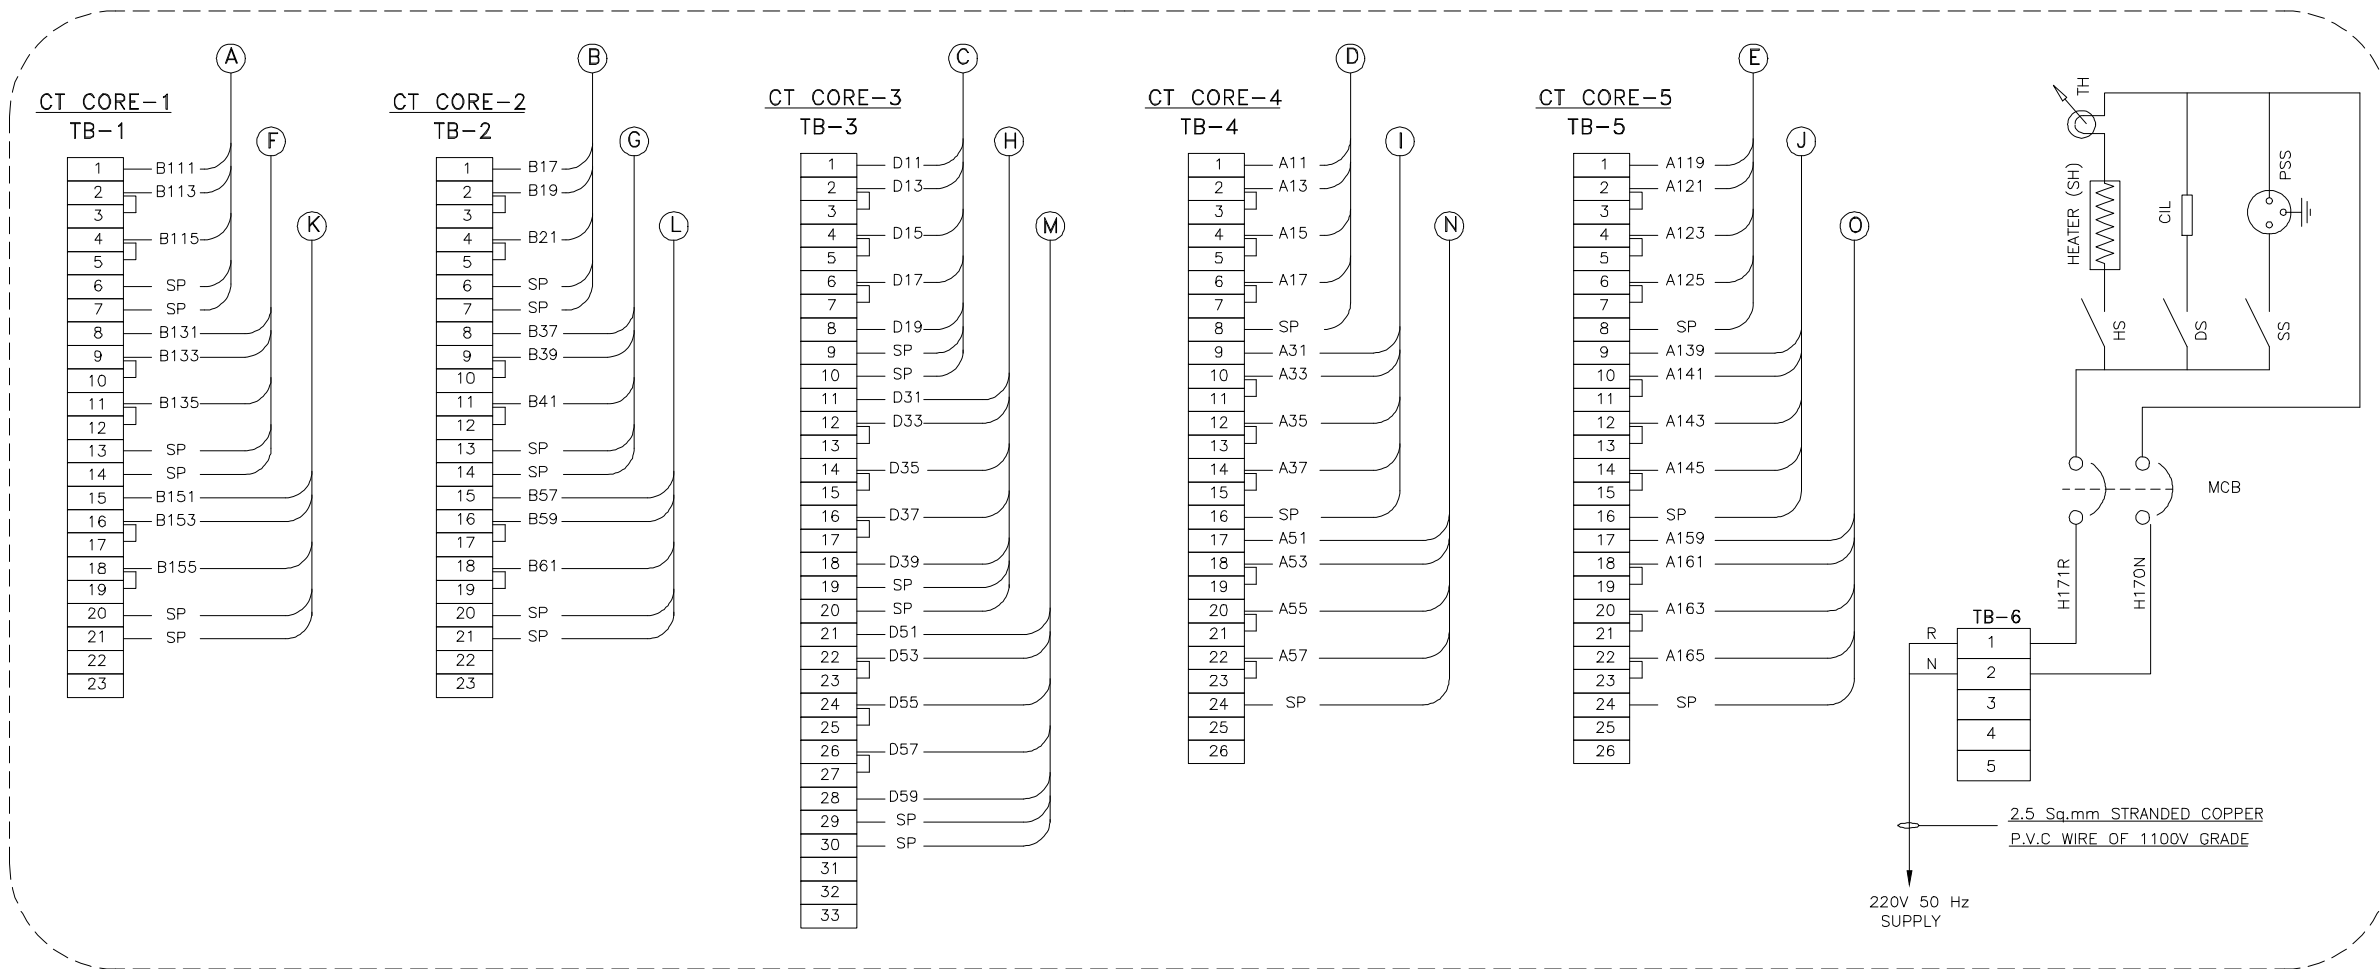 A
CT CORE-1
TB-1
F
K
1 B111
2 B113
3
4 B115
5
6 SP
7 SP
8 B131
9 B133
10
11 B135
12
13 SP
14 SP
15 B151
16 B153
17
18 B155
19
20 SP
21 SP
22
23
B
CT CORE-2
TB-2
G
L
1 B17
2 B19
3
4 B21
5
6 SP
7 SP
8 B37
9 B39
10
11 B41
12
13 SP
14 SP
15 B57
16 B59
17
18 B61
19
20 SP
21 SP
22
23
C
CT CORE-3
TB-3
H
M
1 D11
2 D13
3
4 D15
5
6 D17
7
8 D19
9 SP
10 SP
11 D31
12 D33
13
14 D35
15
16 D37
17
18 D39
19 SP
20 SP
21 D51
22 D53
23
24 D55
25
26 D57
27
28 D59
29 SP
30 SP
31
32
33
D
CT CORE-4
TB-4
I
N
1 A11
2 A13
3
4 A15
5
6 A17
7
8 SP
9 A31
10 A33
11
12 A35
13
14 A37
15
16 SP
17 A51
18 A53
19
20 A55
21
22 A57
23
24 SP
25
26
E
CT CORE-5
TB-5
J
O
1 A119
2 A121
3
4 A123
5
6 A125
7
8 SP
9 A139
10 A141
11
12 A143
13
14 A145
15
16 SP
17 A159
18 A161
19
20 A163
21
22 A165
23
24 SP
25
26
TH
HEATER (SH)
CIL
PSS
HS
DS
SS
MCB
H171R
H170N
TB-6
R
N
1
2
3
4
5
2.5 Sq.mm STRANDED COPPER
P.V.C WIRE OF 1100V GRADE
220V 50 Hz
SUPPLY